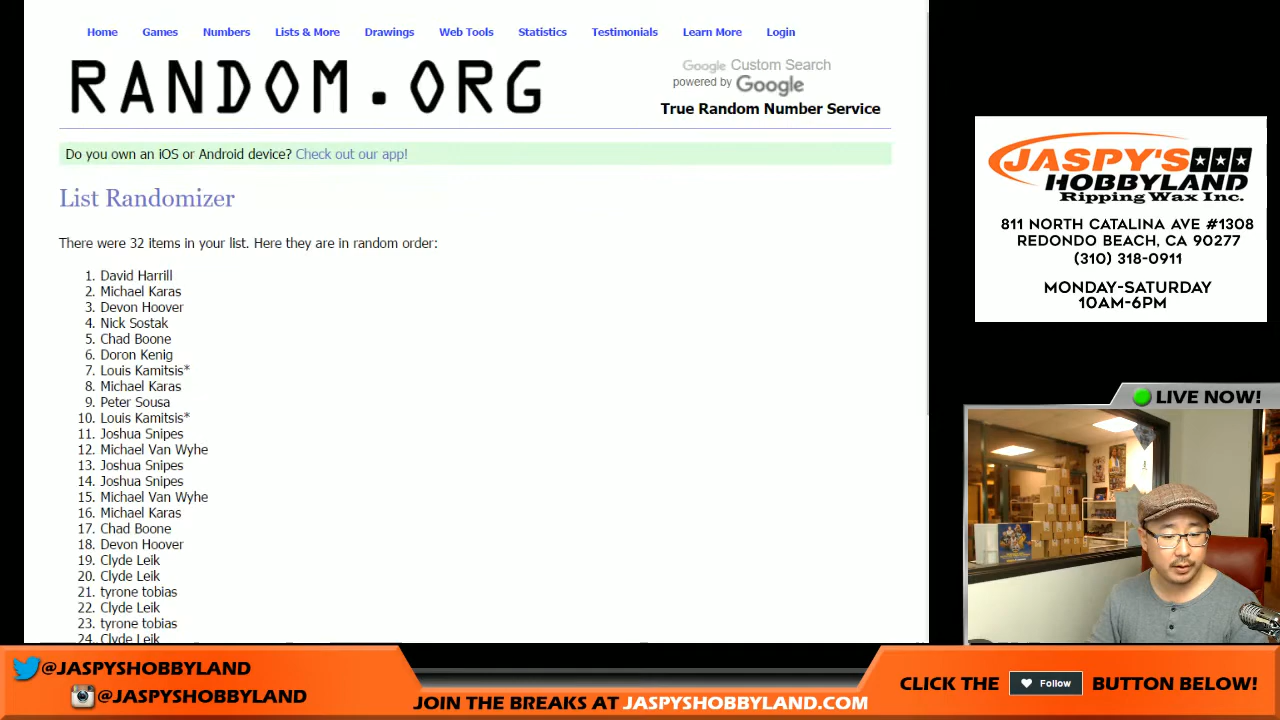 Home Games Numbers Lists & More Drawings Web Tools Statistics Testimonials Learn More Login
RANDOM.ORG
Google Custom Search
powered by Google
True Random Number Service
Do you own an iOS or Android device? Check out our app!
List Randomizer
There were 32 items in your list. Here they are in random order:
1. David Harrill
2. Michael Karas
3. Devon Hoover
4. Nick Sostak
5. Chad Boone
6. Doron Kenig
7. Louis Kamitsis*
8. Michael Karas
9. Peter Sousa
10. Louis Kamitsis*
11. Joshua Snipes
12. Michael Van Wyhe
13. Joshua Snipes
14. Joshua Snipes
15. Michael Van Wyhe
16. Michael Karas
17. Chad Boone
18. Devon Hoover
19. Clyde Leik
20. Clyde Leik
21. tyrone tobias
22. Clyde Leik
23. tyrone tobias
24. Clyde Leik
JASPY'S
HOBBYLAND
Ripping Wax Inc.
811 NORTH CATALINA AVE #1308
REDONDO BEACH, CA 90277
(310) 318-0911
MONDAY-SATURDAY
10AM-6PM
LIVE NOW!
@JASPYSHOBBYLAND
@JASPYSHOBBYLAND
JOIN THE BREAKS AT JASPYSHOBBYLAND.COM
CLICK THE Follow BUTTON BELOW!